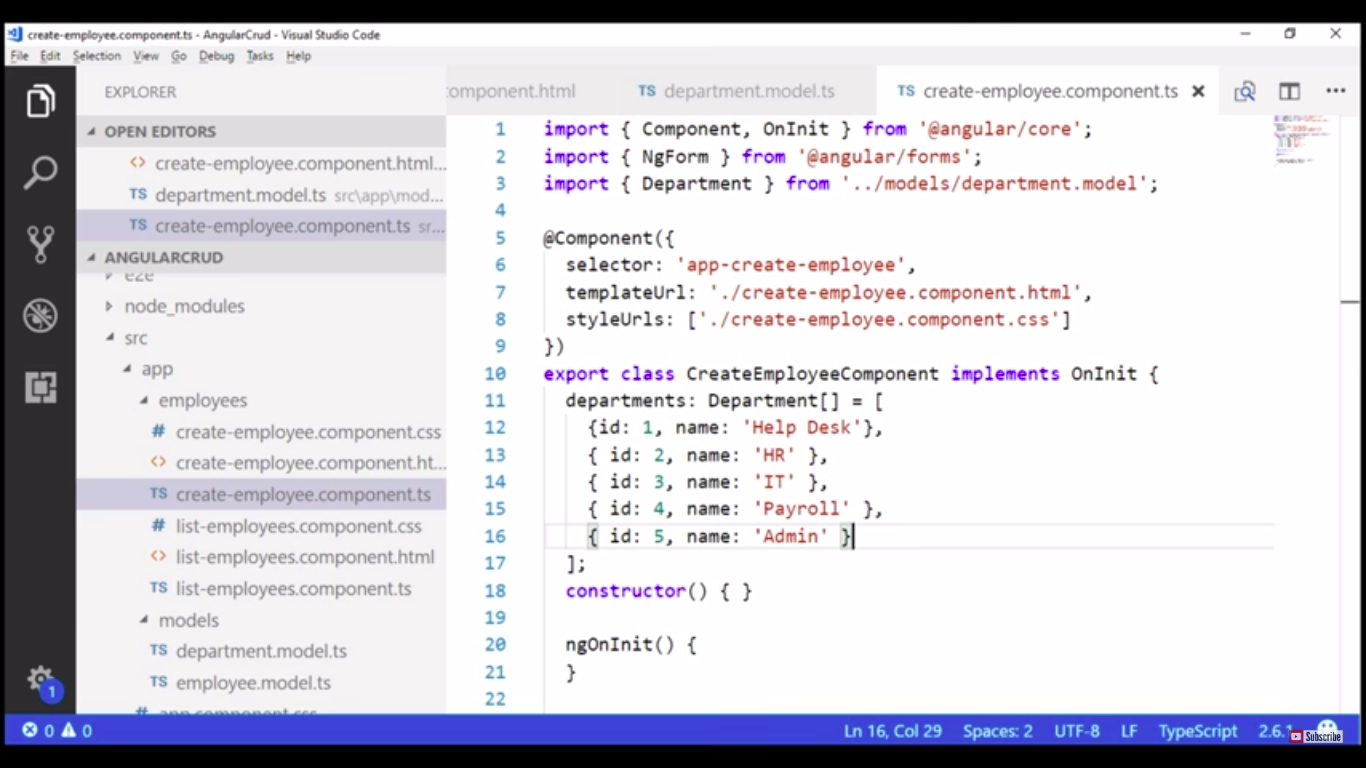 create-employee.component.ts - AngularCrud - Visual Studio Code
File Edit Selection View Go Debug Tasks Help
EXPLORER
OPEN EDITORS
create-employee.component.html...
department.model.ts src\app\mod...
create-employee.component.ts sr...
ANGULARCRUD
e2e
node_modules
src
app
employees
# create-employee.component.css
<> create-employee.component.ht...
TS create-employee.component.ts
# list-employees.component.css
<> list-employees.component.html
TS list-employees.component.ts
models
TS department.model.ts
TS employee.model.ts
# app.component.css
1
omponent.html TS department.model.ts TS create-employee.component.ts
1 import { Component, OnInit } from '@angular/core';
2 import { NgForm } from '@angular/forms';
3 import { Department } from '../models/department.model';
4
5 @Component({
6 selector: 'app-create-employee',
7 templateUrl: './create-employee.component.html',
8 styleUrls: ['./create-employee.component.css']
9 })
10 export class CreateEmployeeComponent implements OnInit {
11 departments: Department[] = [
12 {id: 1, name: 'Help Desk'},
13 { id: 2, name: 'HR' },
14 { id: 3, name: 'IT' },
15 { id: 4, name: 'Payroll' },
16 { id: 5, name: 'Admin' }
17 ];
18 constructor() { }
19
20 ngOnInit() {
21 }
22
0 0 Ln 16, Col 29 Spaces: 2 UTF-8 LF TypeScript 2.6.1
Subscribe